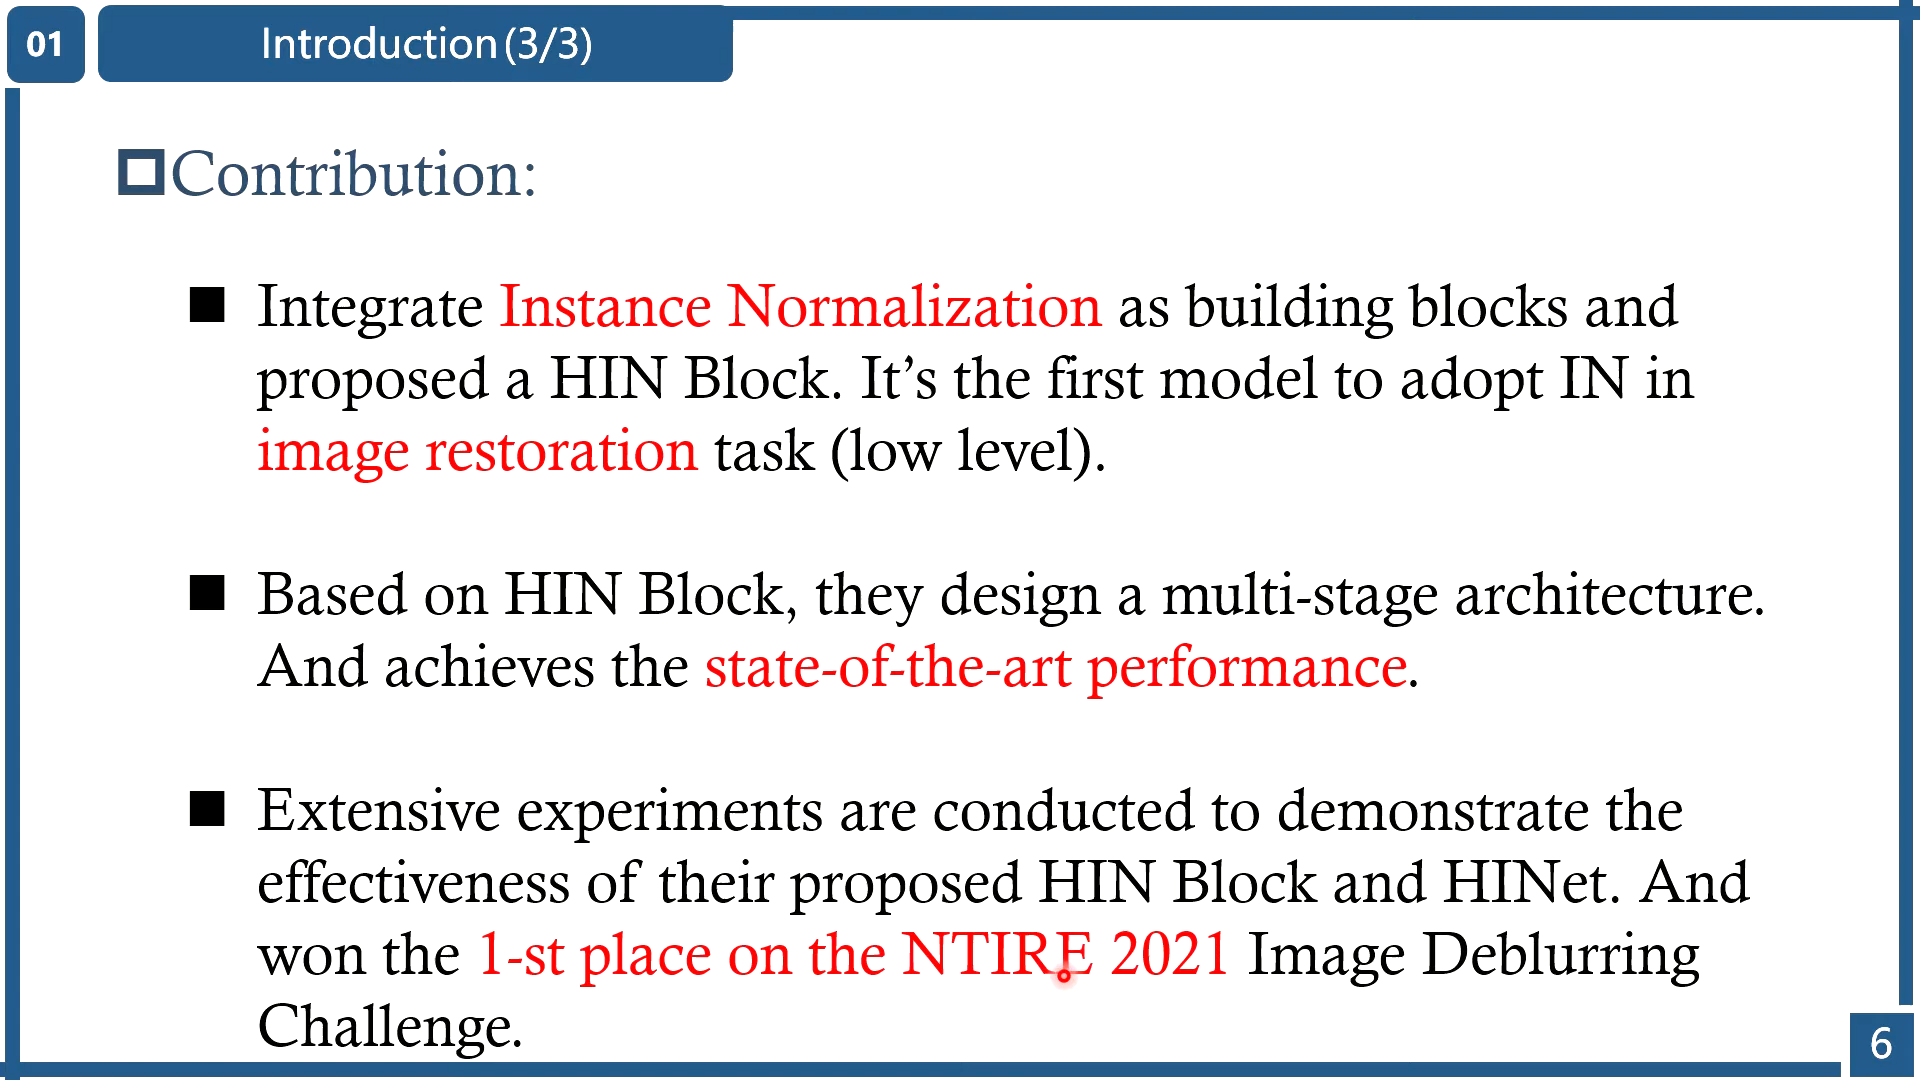 01
Introduction(3/3)
Contribution:
Integrate Instance Normalization as building blocks and
proposed a HIN Block. It’s the first model to adopt IN in
image restoration task (low level).
Based on HIN Block, they design a multi-stage architecture.
And achieves the state-of-the-art performance.
Extensive experiments are conducted to demonstrate the
effectiveness of their proposed HIN Block and HINet. And
won the 1-st place on the NTIRE 2021 Image Deblurring
Challenge.
6